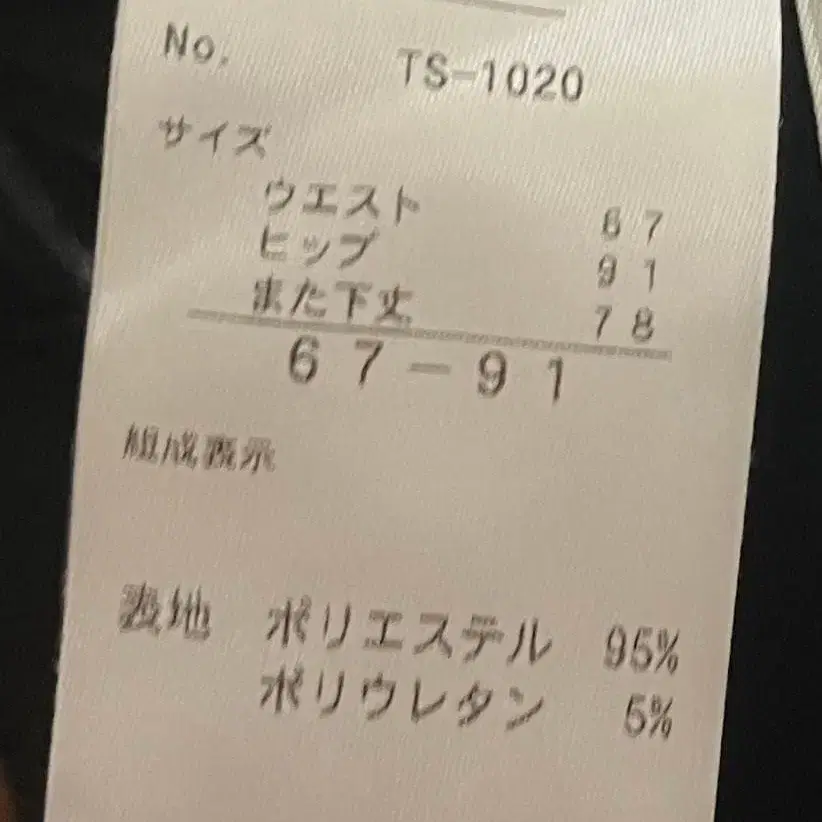 No. TS-1020
サイズ
ウエスト 67
ヒップ 91
また下丈 78
67-91
組成表示
表地 ポリエステル 95%
ポリウレタン 5%